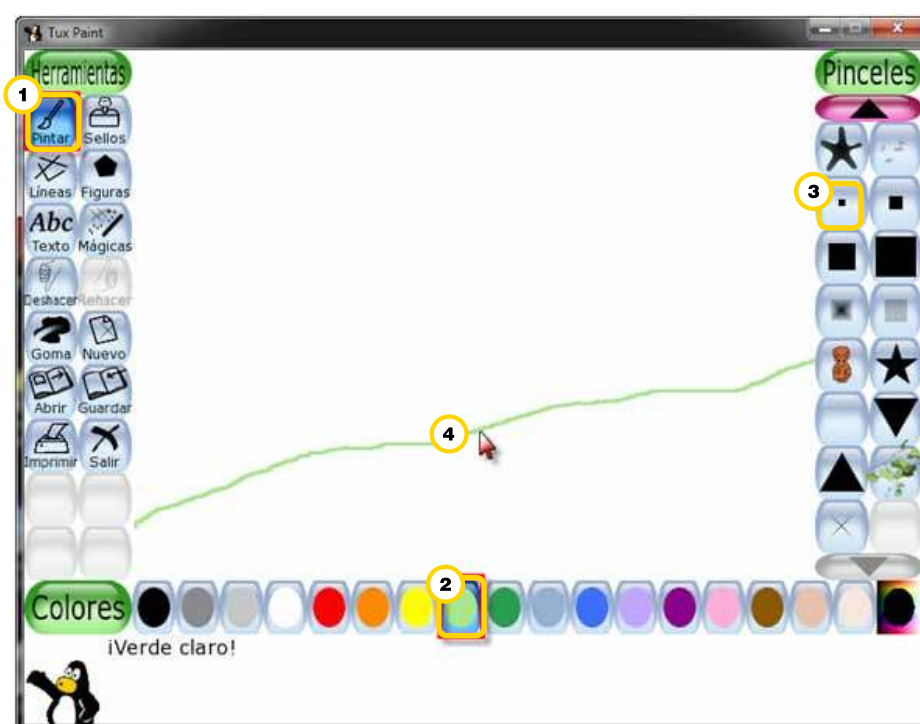 Tux Paint
Herramientas
Pinceles
1
Pintar Sellos
Líneas Figuras
3
Abc
Texto Mágicas
Deshacer Rehacer
Goma Nuevo
Abrir Guardar
4
Imprimir Salir
2
Colores
¡Verde claro!